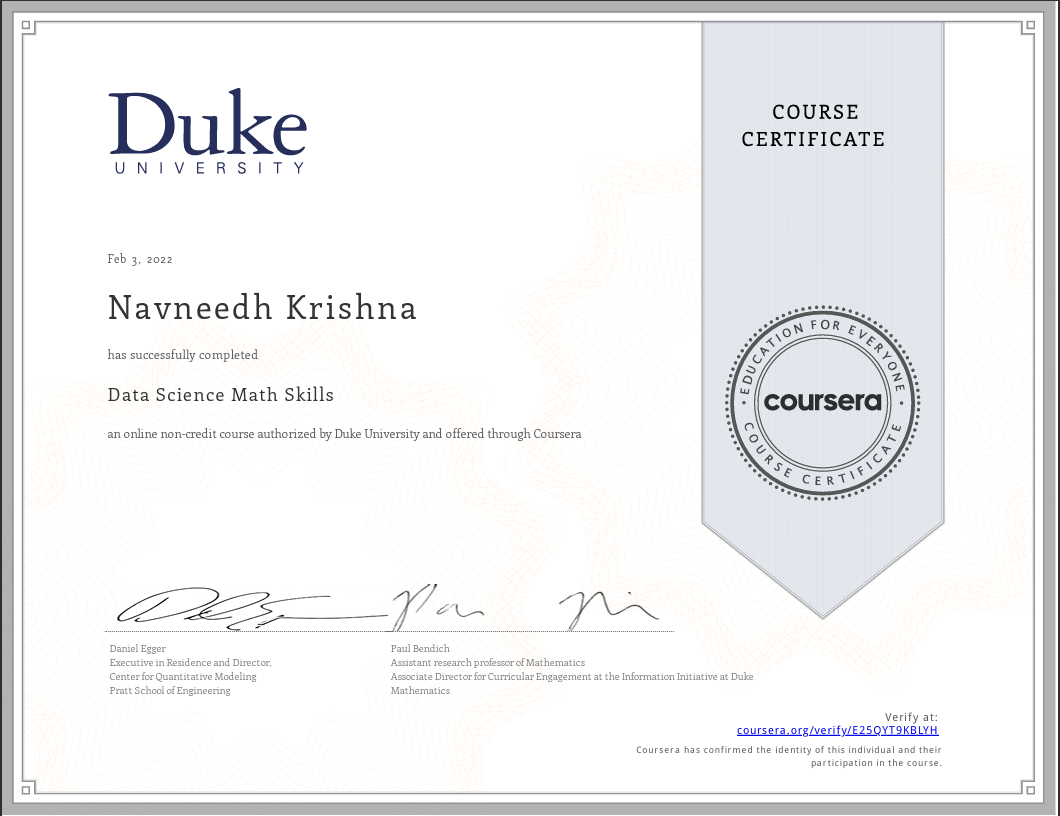 Duke
UNIVERSITY
COURSE
CERTIFICATE
Feb 3, 2022
Navneedh Krishna
has successfully completed
Data Science Math Skills
an online non-credit course authorized by Duke University and offered through Coursera
EDUCATION FOR EVERYONE
coursera
COURSE CERTIFICATE
Daniel Egger
Executive in Residence and Director,
Center for Quantitative Modeling
Pratt School of Engineering
Paul Bendich
Assistant research professor of Mathematics
Associate Director for Curricular Engagement at the Information Initiative at Duke
Mathematics
Verify at:
coursera.org/verify/E25QYT9KBLYH
Coursera has confirmed the identity of this individual and their
participation in the course.